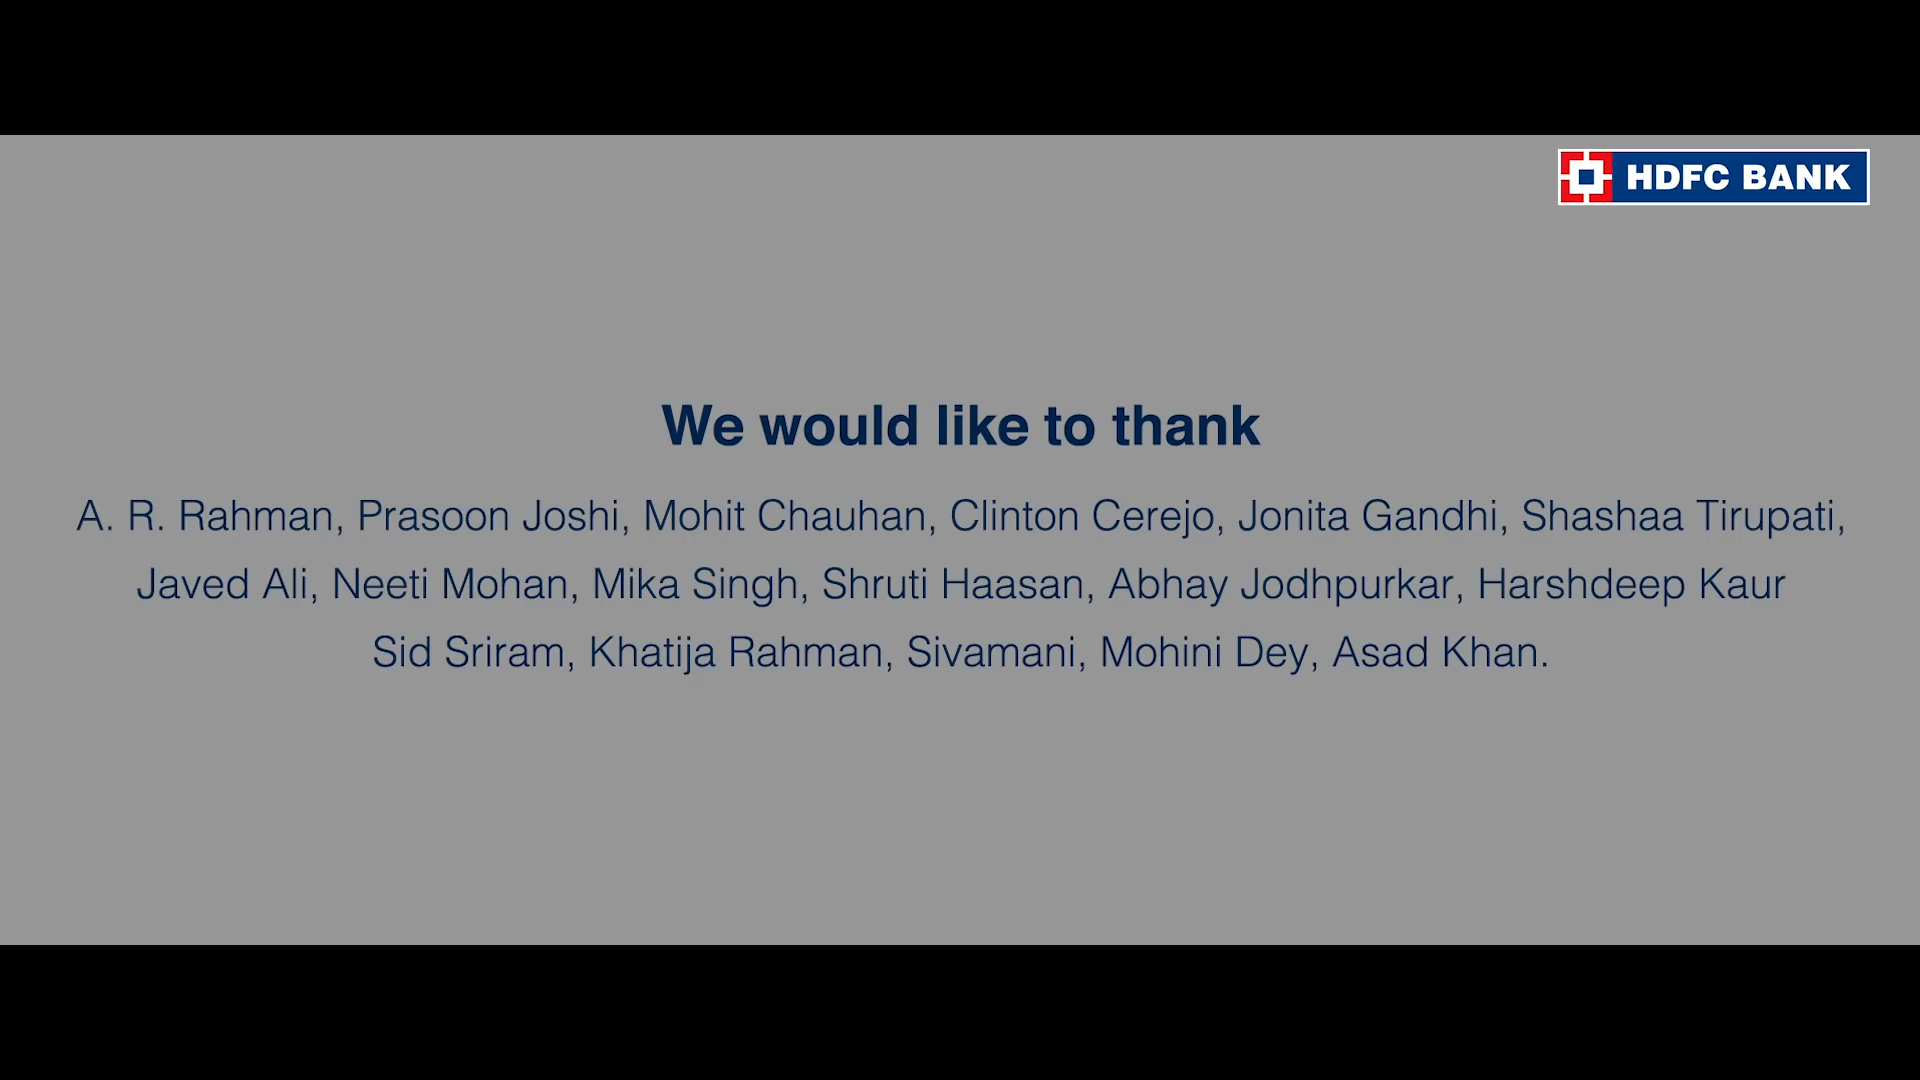 HDFC BANK
We would like to thank
A. R. Rahman, Prasoon Joshi, Mohit Chauhan, Clinton Cerejo, Jonita Gandhi, Shashaa Tirupati,
Javed Ali, Neeti Mohan, Mika Singh, Shruti Haasan, Abhay Jodhpurkar, Harshdeep Kaur
Sid Sriram, Khatija Rahman, Sivamani, Mohini Dey, Asad Khan.